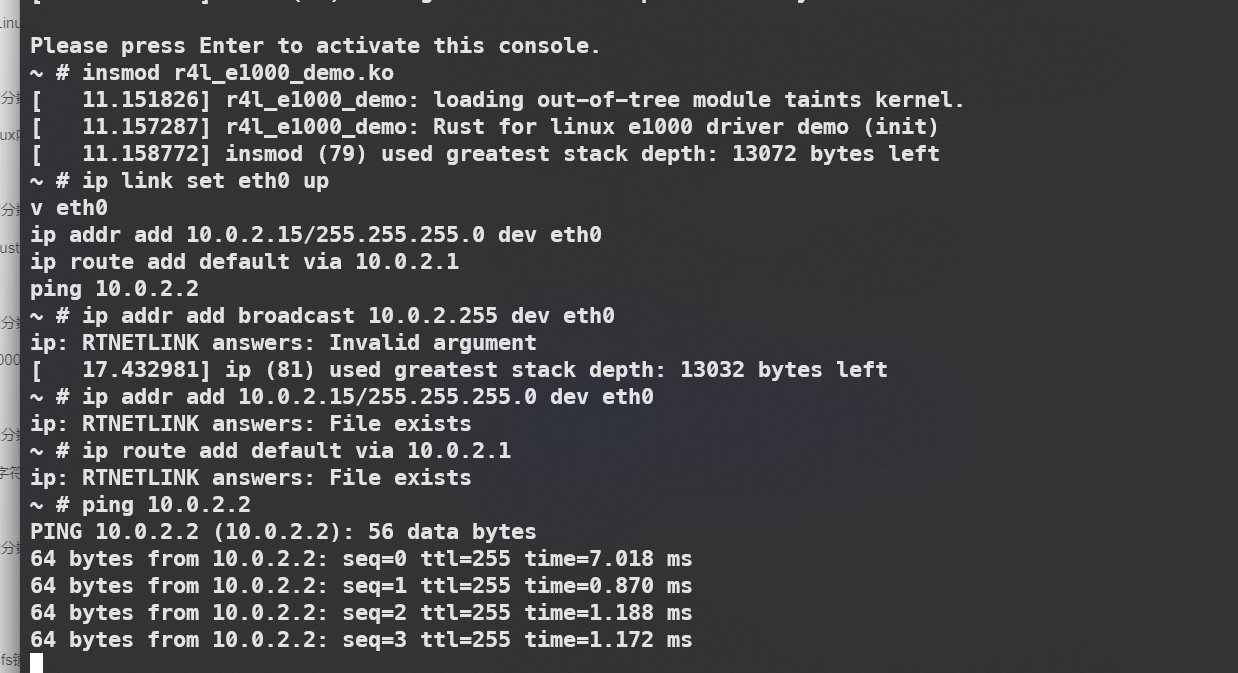 Please press Enter to activate this console.
~ # insmod r4l_e1000_demo.ko
[   11.151826] r4l_e1000_demo: loading out-of-tree module taints kernel.
[   11.157287] r4l_e1000_demo: Rust for linux e1000 driver demo (init)
[   11.158772] insmod (79) used greatest stack depth: 13072 bytes left
~ # ip link set eth0 up
v eth0
ip addr add 10.0.2.15/255.255.255.0 dev eth0
ip route add default via 10.0.2.1
ping 10.0.2.2
~ # ip addr add broadcast 10.0.2.255 dev eth0
ip: RTNETLINK answers: Invalid argument
[   17.432981] ip (81) used greatest stack depth: 13032 bytes left
~ # ip addr add 10.0.2.15/255.255.255.0 dev eth0
ip: RTNETLINK answers: File exists
~ # ip route add default via 10.0.2.1
ip: RTNETLINK answers: File exists
~ # ping 10.0.2.2
PING 10.0.2.2 (10.0.2.2): 56 data bytes
64 bytes from 10.0.2.2: seq=0 ttl=255 time=7.018 ms
64 bytes from 10.0.2.2: seq=1 ttl=255 time=0.870 ms
64 bytes from 10.0.2.2: seq=2 ttl=255 time=1.188 ms
64 bytes from 10.0.2.2: seq=3 ttl=255 time=1.172 ms